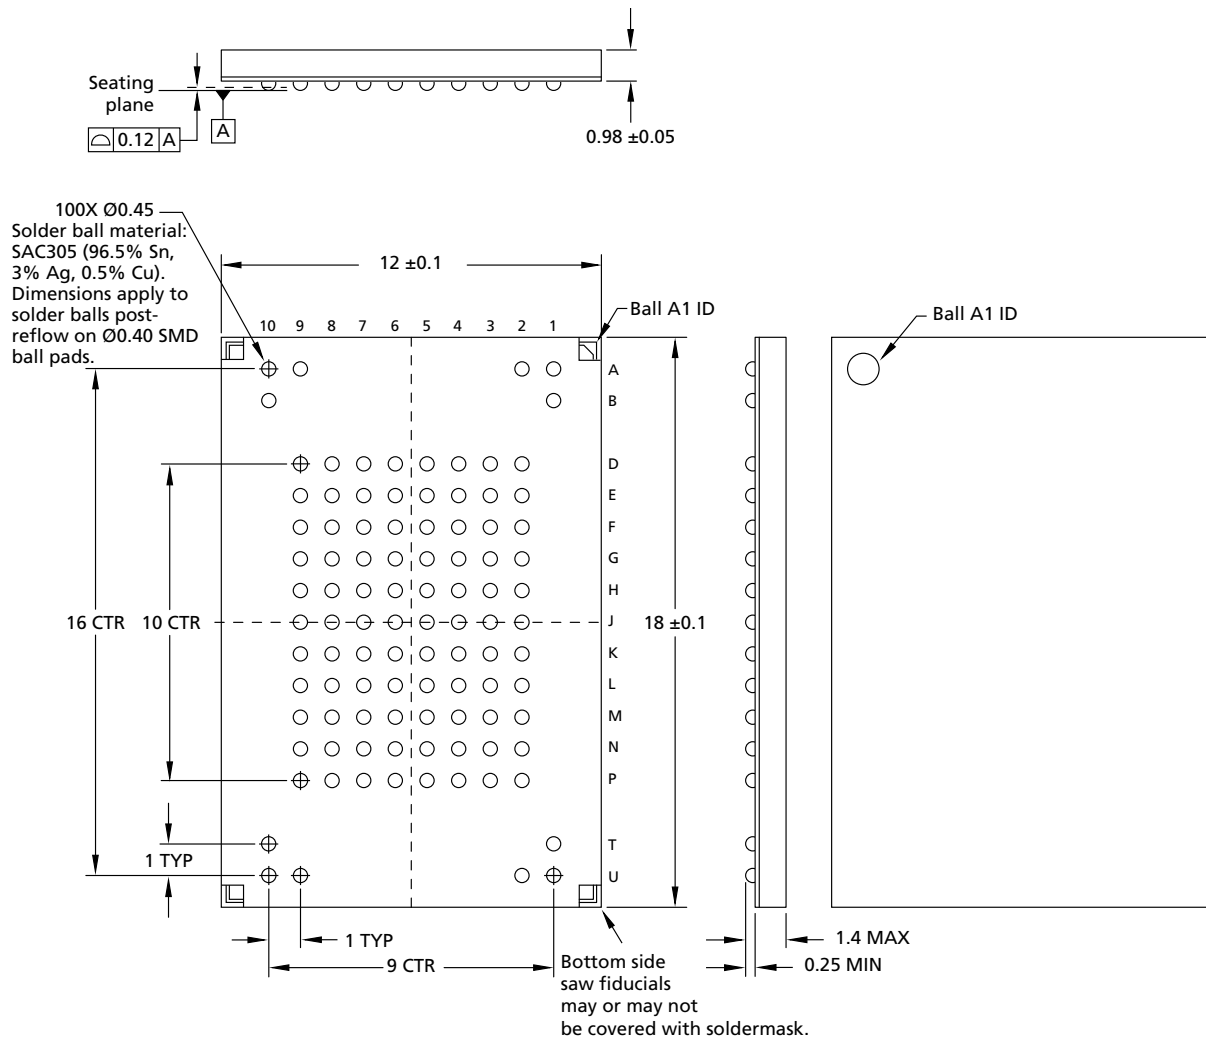 Seating
plane
0.12 A
A
0.98 ±0.05
100X Ø0.45
Solder ball material:
SAC305 (96.5% Sn,
3% Ag, 0.5% Cu).
Dimensions apply to
solder balls post-
reflow on Ø0.40 SMD
ball pads.
12 ±0.1
Ball A1 ID
Ball A1 ID
10 9 8 7 6 5 4 3 2 1
A
B
D
E
F
G
H
J
K
L
M
N
P
T
U
16 CTR
10 CTR
18 ±0.1
1 TYP
1 TYP
9 CTR
1.4 MAX
0.25 MIN
Bottom side
saw fiducials
may or may not
be covered with soldermask.